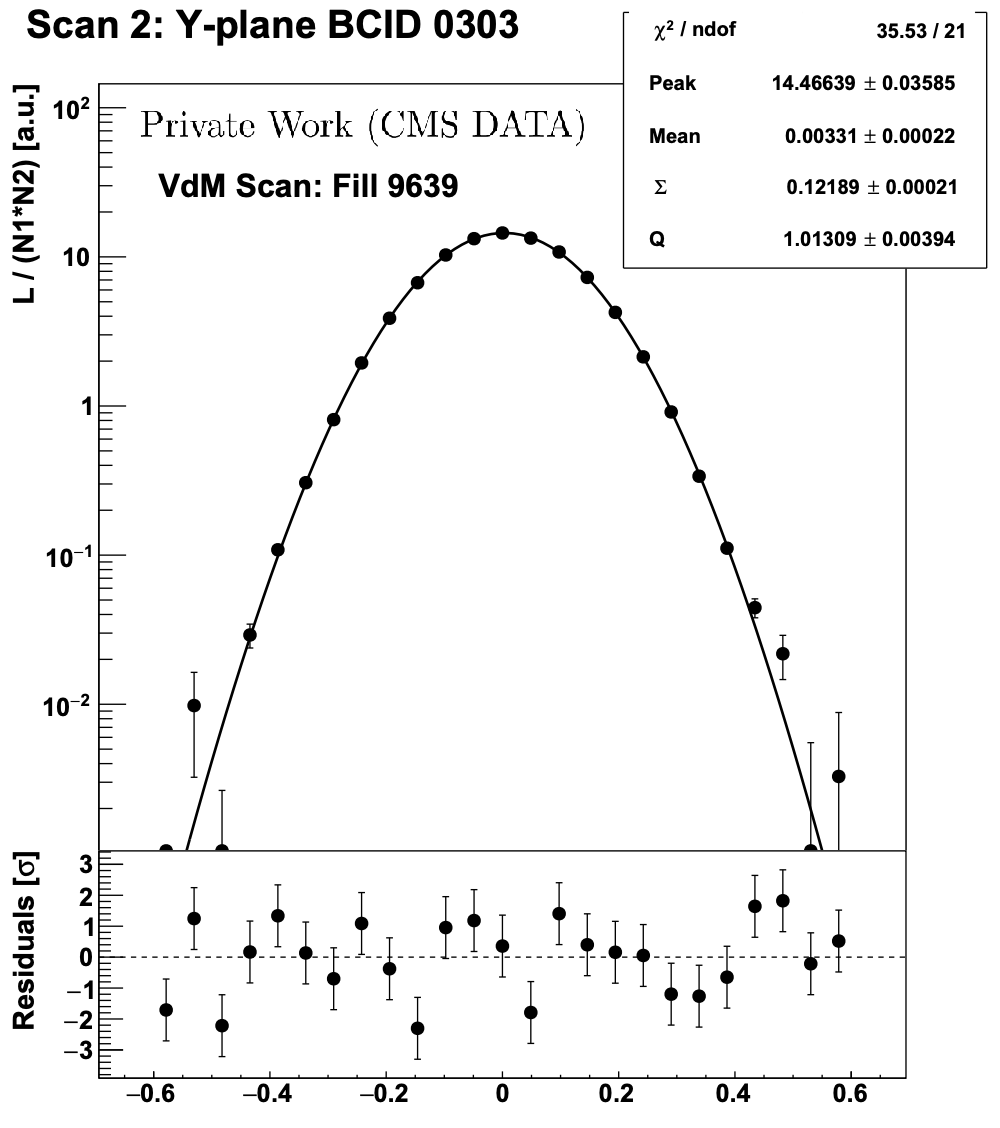 Scan 2: Y-plane BCID 0303
χ² / ndof 35.53 / 21
Peak 14.46639 ± 0.03585
Mean 0.00331 ± 0.00022
Σ 0.12189 ± 0.00021
Q 1.01309 ± 0.00394
Private Work (CMS DATA)
VdM Scan: Fill 9639
L / (N1*N2) [a.u.]
10²
10
1
10⁻¹
10⁻²
Residuals [σ]
3
2
1
0
−1
−2
−3
−0.6 −0.4 −0.2 0 0.2 0.4 0.6